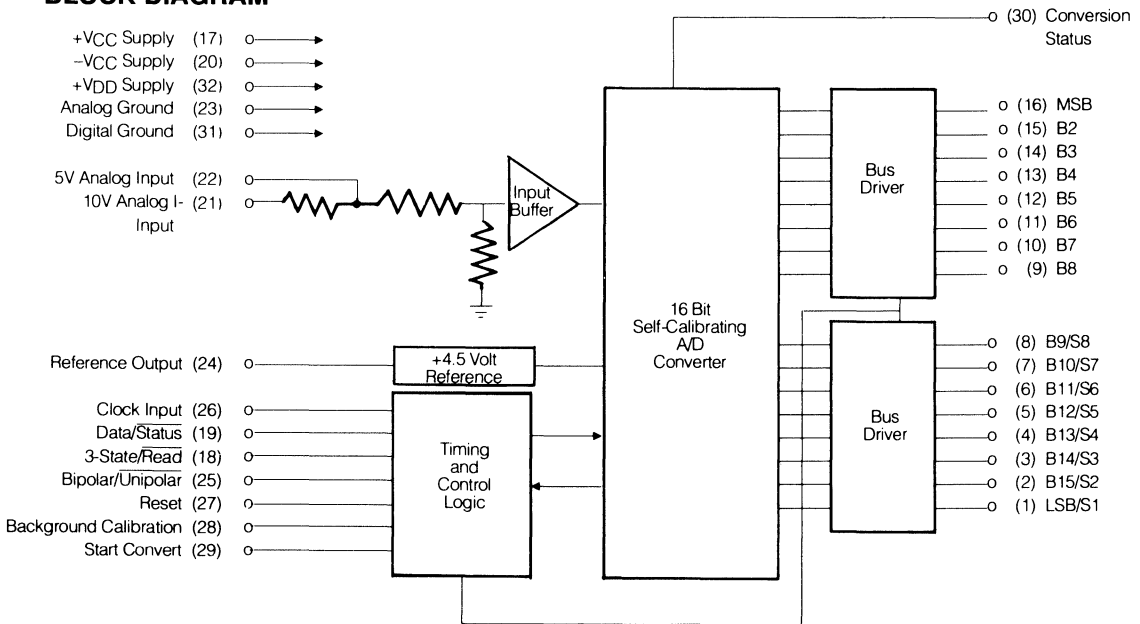 BLOCK DIAGRAM
+VCC Supply (17)
−VCC Supply (20)
+VDD Supply (32)
Analog Ground (23)
Digital Ground (31)
5V Analog Input (22)
10V Analog I- (21)
Input
Input
Buffer
Reference Output (24)
+4.5 Volt
Reference
Clock Input (26)
Data/Status (19)
3-State/Read (18)
Bipolar/Unipolar (25)
Reset (27)
Background Calibration (28)
Start Convert (29)
Timing
and
Control
Logic
16 Bit
Self-Calibrating
A/D
Converter
(30) Conversion
Status
Bus
Driver
(16) MSB
(15) B2
(14) B3
(13) B4
(12) B5
(11) B6
(10) B7
(9) B8
Bus
Driver
(8) B9/S8
(7) B10/S7
(6) B11/S6
(5) B12/S5
(4) B13/S4
(3) B14/S3
(2) B15/S2
(1) LSB/S1